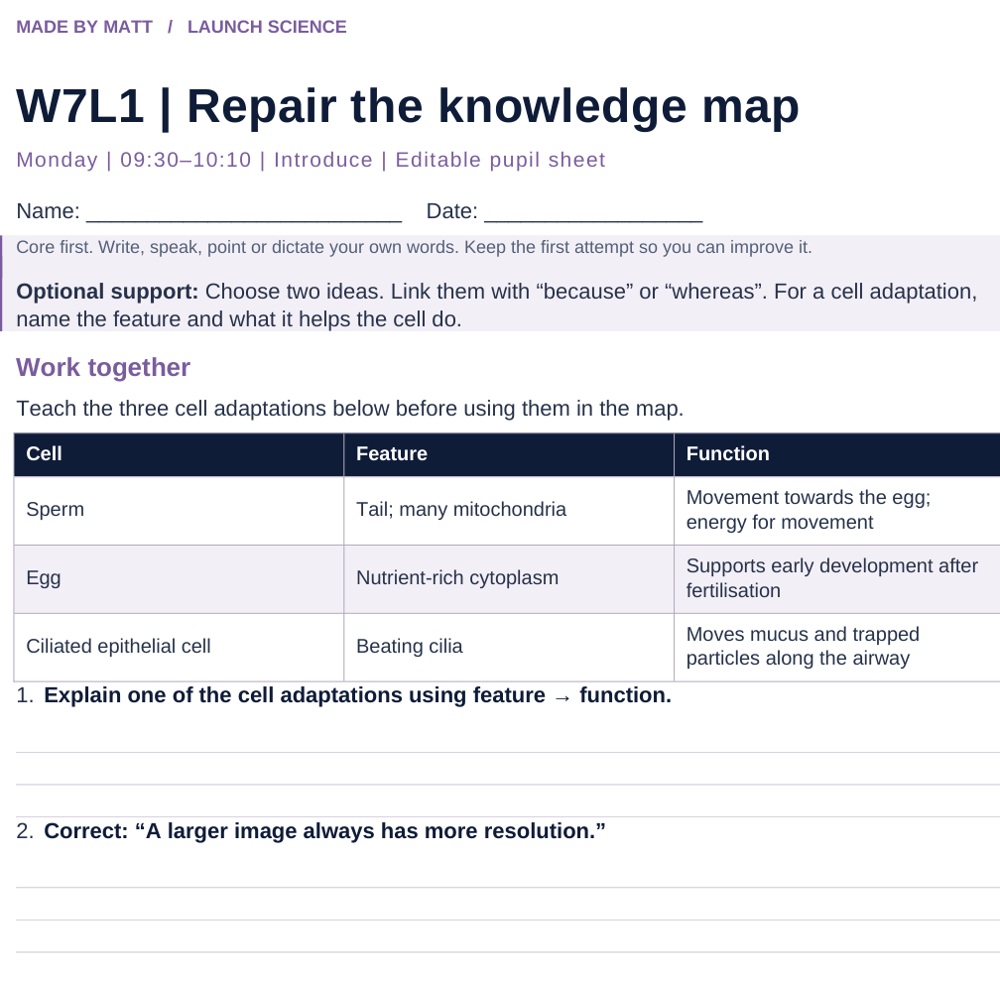 MADE BY MATT / LAUNCH SCIENCE
W7L1 | Repair the knowledge map
Monday | 09:30–10:10 | Introduce | Editable pupil sheet
Name: __________________________ Date: __________________
Core first. Write, speak, point or dictate your own words. Keep the first attempt so you can improve it.
Optional support: Choose two ideas. Link them with “because” or “whereas”. For a cell adaptation,
name the feature and what it helps the cell do.
Work together
Teach the three cell adaptations below before using them in the map.
Cell Feature Function
Sperm Tail; many mitochondria Movement towards the egg;
energy for movement
Egg Nutrient-rich cytoplasm Supports early development after
fertilisation
Ciliated epithelial cell Beating cilia Moves mucus and trapped
particles along the airway
1. Explain one of the cell adaptations using feature → function.
2. Correct: “A larger image always has more resolution.”